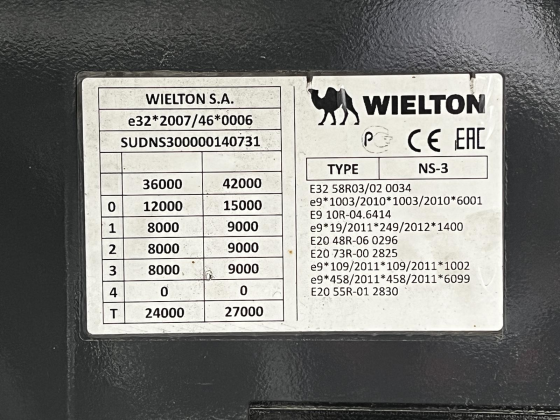 WIELTON S.A.
e32*2007/46*0006
SUDNS300000140731
36000 42000
0 12000 15000
1 8000 9000
2 8000 9000
3 8000 9000
4 0 0
T 24000 27000
WIELTON
P CE EAC
TYPE NS-3
E32 58R03/02 0034
e9*1003/2010*1003/2010*6001
E9 10R-04.6414
e9*19/2011*249/2012*1400
E20 48R-06 0296
E20 73R-00 2825
e9*109/2011*109/2011*1002
e9*458/2011*458/2011*6099
E20 55R-01 2830